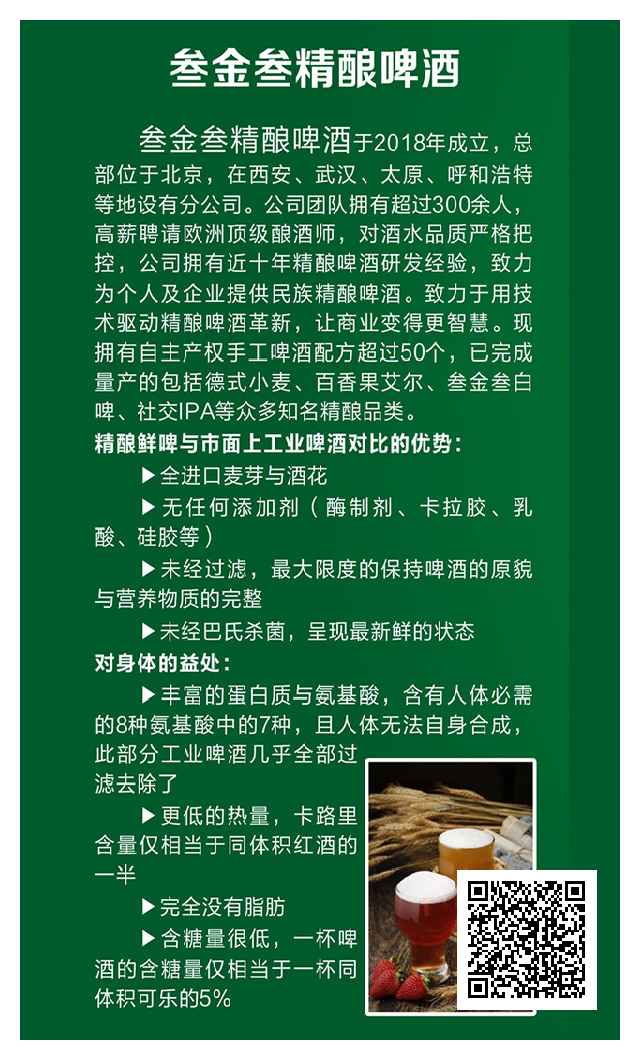 叁金叁精酿啤酒
叁金叁精酿啤酒于2018年成立，总
部位于北京，在西安、武汉、太原、呼和浩特
等地设有分公司。公司团队拥有超过300余人，
高薪聘请欧洲顶级酿酒师，对酒水品质严格把
控，公司拥有近十年精酿啤酒研发经验，致力
为个人及企业提供民族精酿啤酒。致力于用技
术驱动精酿啤酒革新，让商业变得更智慧。现
拥有自主产权手工啤酒配方超过50个，已完成
量产的包括德式小麦、百香果艾尔、叁金叁白
啤、社交IPA等众多知名精酿品类。
精酿鲜啤与市面上工业啤酒对比的优势：
▶全进口麦芽与酒花
▶无任何添加剂（酶制剂、卡拉胶、乳
酸、硅胶等）
▶未经过滤，最大限度的保持啤酒的原貌
与营养物质的完整
▶未经巴氏杀菌，呈现最新鲜的状态
对身体的益处：
▶丰富的蛋白质与氨基酸，含有人体必需
的8种氨基酸中的7种，且人体无法自身合成，
此部分工业啤酒几乎全部过
滤去除了
▶更低的热量，卡路里
含量仅相当于同体积红酒的
一半
▶完全没有脂肪
▶含糖量很低，一杯啤
酒的含糖量仅相当于一杯同
体积可乐的5%